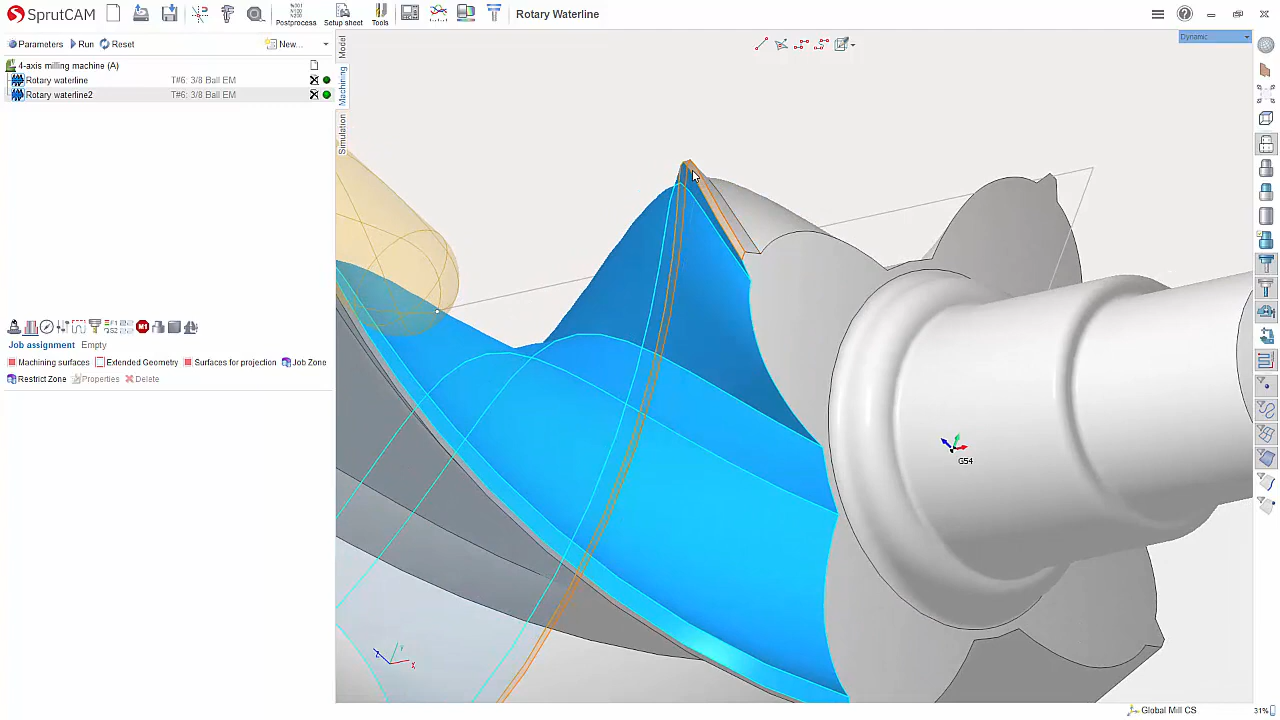 SprutCAM
Postprocess Setup sheet Tools
Rotary Waterline
Parameters Run Reset New...
4-axis milling machine (A)
Rotary waterline T#6: 3/8 Ball EM
Rotary waterline2 T#6: 3/8 Ball EM
Model
Machining
Simulation
Dynamic
Job assignment Empty
Machining surfaces Extended Geometry Surfaces for projection Job Zone
Restrict Zone Properties Delete
G54
Z Y X
Global Mill CS 31%